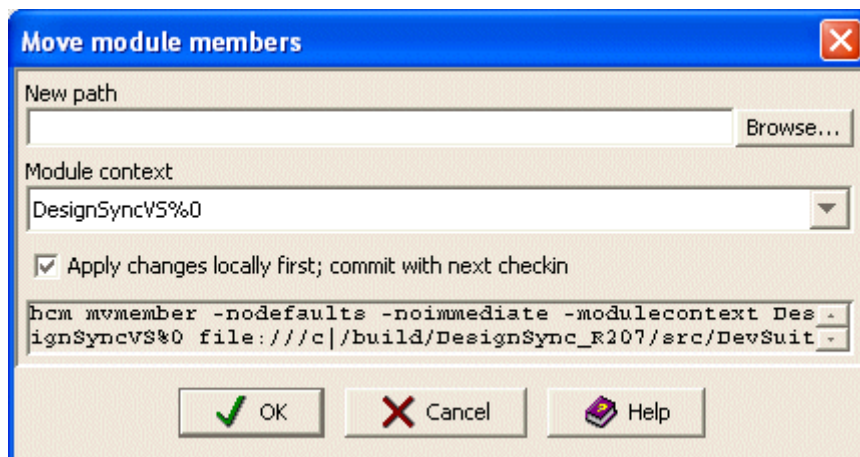 Move module members
New path
Browse...
Module context
DesignSyncVS%0
Apply changes locally first; commit with next checkin
hcm mvmember -nodefaults -noimmediate -modulecontext Des
ignSyncVS%0 file:///c|/build/DesignSync_R207/src/DevSuit
OK
Cancel
Help